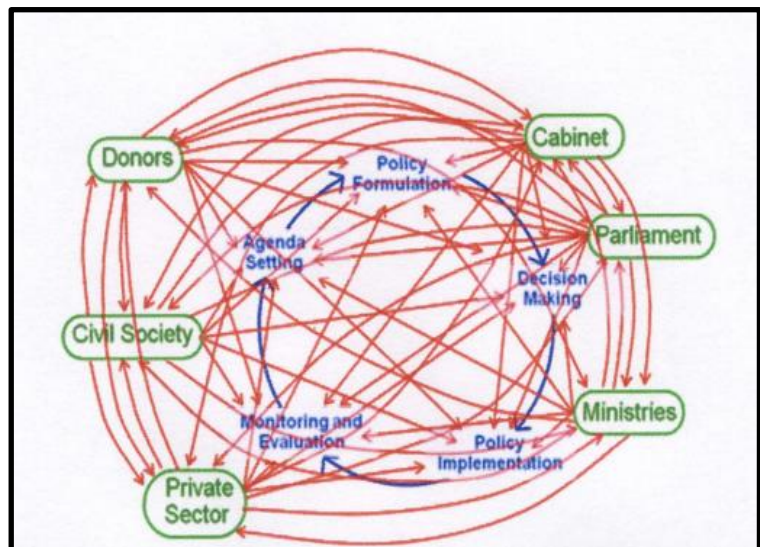 Cabinet
Donors
Policy
Formulation
Parliament
Agenda
Setting
Decision
Making
Civil Society
Ministries
Monitoring and
Evaluation
Policy
Implementation
Private
Sector